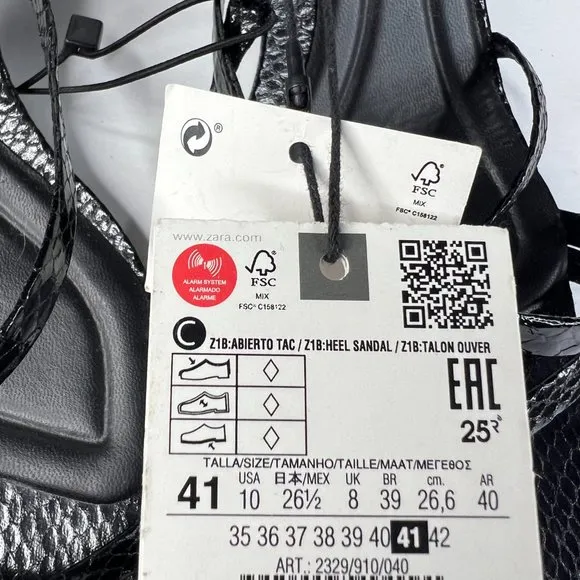 FSC
MIX
FSC® C158122
www.zara.com
ALARM SYSTEM
ALARMADO
ALARME
FSC
MIX
FSC® C158122
C Z1B:ABIERTO TAC / Z1B:HEEL SANDAL / Z1B:TALON OUVER
EAC
25
TALLA/SIZE/TAMANHO/TAILLE/MAAT/ΜΕΓΕΘΟΣ
USA 日本/MEX UK BR cm. AR
41 10 26½ 8 39 26,6 40
35 36 37 38 39 40 41 42
ART.: 2329/910/040